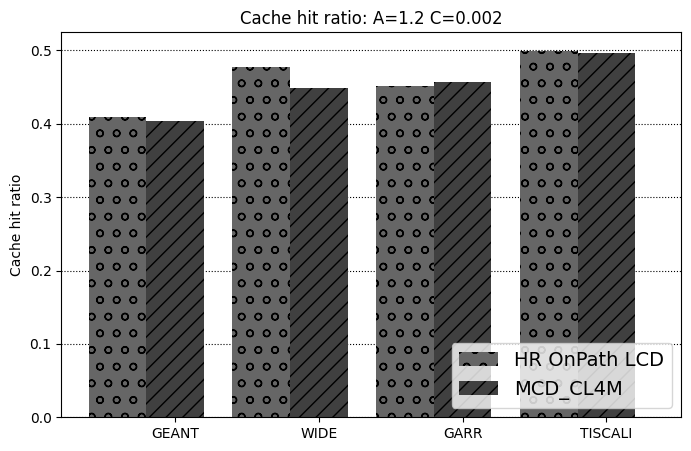 Cache hit ratio: A=1.2 C=0.002
Cache hit ratio
0.5
0.4
0.3
0.2
0.1
0.0
HR OnPath LCD
MCD_CL4M
GEANT
WIDE
GARR
TISCALI